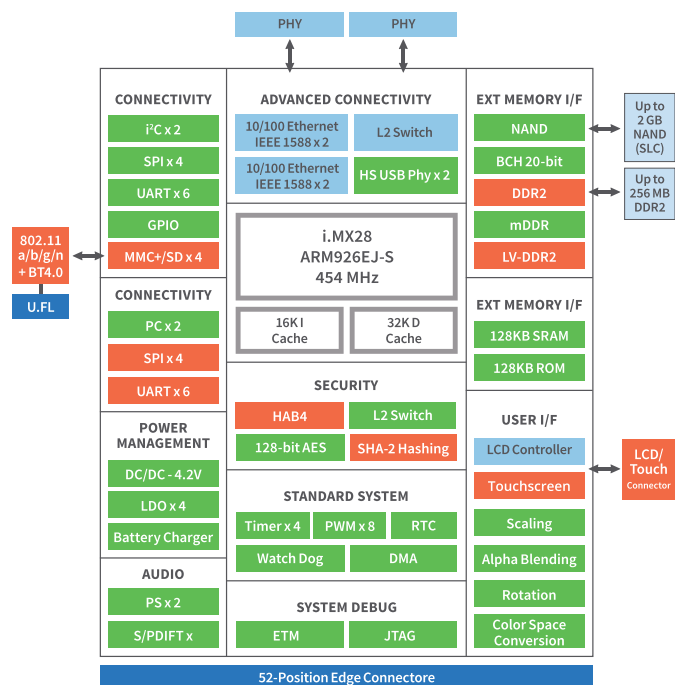 PHY
PHY
CONNECTIVITY
i²C x 2
SPI x 4
UART x 6
GPIO
MMC+/SD x 4
802.11
a/b/g/n
+ BT4.0
U.FL
CONNECTIVITY
PC x 2
SPI x 4
UART x 6
POWER
MANAGEMENT
DC/DC - 4.2V
LDO x 4
Battery Charger
AUDIO
PS x 2
S/PDIFT x
ADVANCED CONNECTIVITY
10/100 Ethernet
IEEE 1588 x 2
L2 Switch
10/100 Ethernet
IEEE 1588 x 2
HS USB Phy x 2
i.MX28
ARM926EJ-S
454 MHz
16K I
Cache
32K D
Cache
SECURITY
HAB4
L2 Switch
128-bit AES
SHA-2 Hashing
STANDARD SYSTEM
Timer x 4
PWM x 8
RTC
Watch Dog
DMA
SYSTEM DEBUG
ETM
JTAG
EXT MEMORY I/F
NAND
BCH 20-bit
DDR2
mDDR
LV-DDR2
Up to
2 GB
NAND
(SLC)
Up to
256 MB
DDR2
EXT MEMORY I/F
128KB SRAM
128KB ROM
USER I/F
LCD Controller
Touchscreen
Scaling
Alpha Blending
Rotation
Color Space
Conversion
LCD/
Touch
Connector
52-Position Edge Connectore